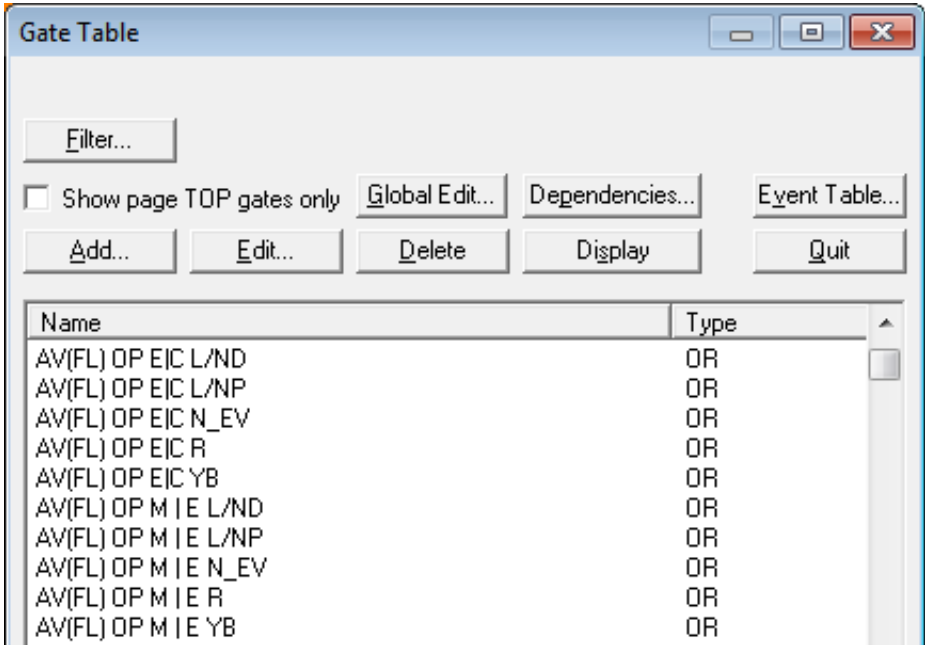 Gate Table
Filter...
Show page TOP gates only Global Edit... Dependencies... Event Table...
Add... Edit... Delete Display Quit
Name Type
AV(FL) OP E|C L/ND OR
AV(FL) OP E|C L/NP OR
AV(FL) OP E|C N_EV OR
AV(FL) OP E|C R OR
AV(FL) OP E|C YB OR
AV(FL) OP M | E L/ND OR
AV(FL) OP M | E L/NP OR
AV(FL) OP M | E N_EV OR
AV(FL) OP M | E R OR
AV(FL) OP M | E YB OR